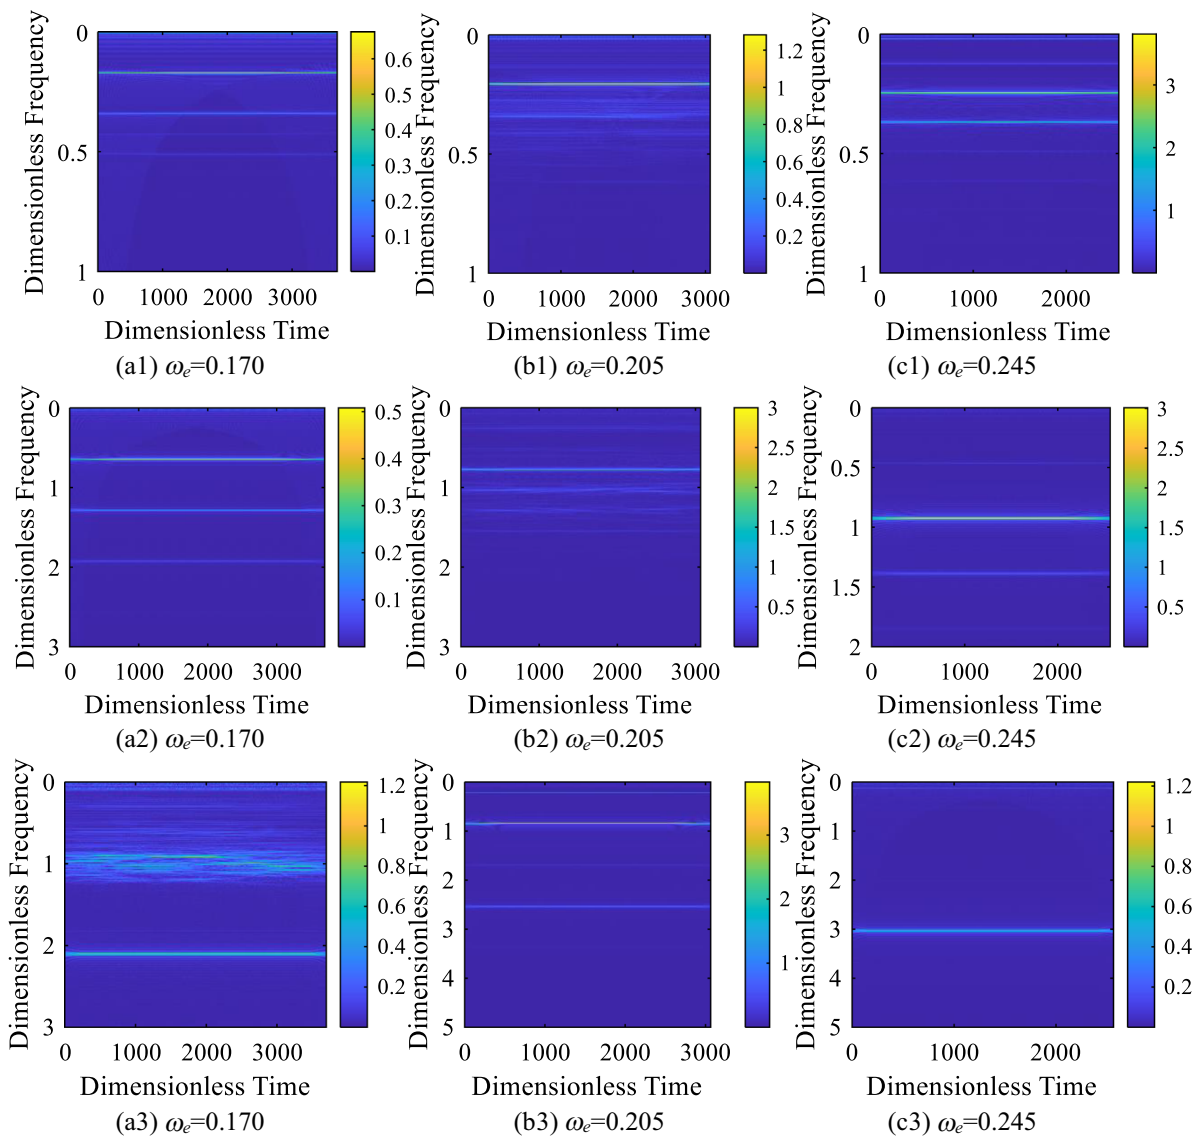 Dimensionless Frequency
0
0.5
1
0 1000 2000 3000
Dimensionless Time
0.6
0.5
0.4
0.3
0.2
0.1
(a1) ωe=0.170
Dimensionless Frequency
0
0.5
1
0 1000 2000 3000
Dimensionless Time
1.2
1
0.8
0.6
0.4
0.2
(b1) ωe=0.205
Dimensionless Frequency
0
0.5
1
0 1000 2000
Dimensionless Time
3
2
1
(c1) ωe=0.245
Dimensionless Frequency
0
1
2
3
0 1000 2000 3000
Dimensionless Time
0.5
0.4
0.3
0.2
0.1
(a2) ωe=0.170
Dimensionless Frequency
0
1
2
3
0 1000 2000 3000
Dimensionless Time
3
2.5
2
1.5
1
0.5
(b2) ωe=0.205
Dimensionless Frequency
0
0.5
1
1.5
2
0 1000 2000
Dimensionless Time
3
2.5
2
1.5
1
0.5
(c2) ωe=0.245
Dimensionless Frequency
0
1
2
3
0 1000 2000 3000
Dimensionless Time
1.2
1
0.8
0.6
0.4
0.2
(a3) ωe=0.170
Dimensionless Frequency
0
1
2
3
4
5
0 1000 2000 3000
Dimensionless Time
3
2
1
(b3) ωe=0.205
Dimensionless Frequency
0
1
2
3
4
5
0 1000 2000
Dimensionless Time
1.2
1
0.8
0.6
0.4
0.2
(c3) ωe=0.245